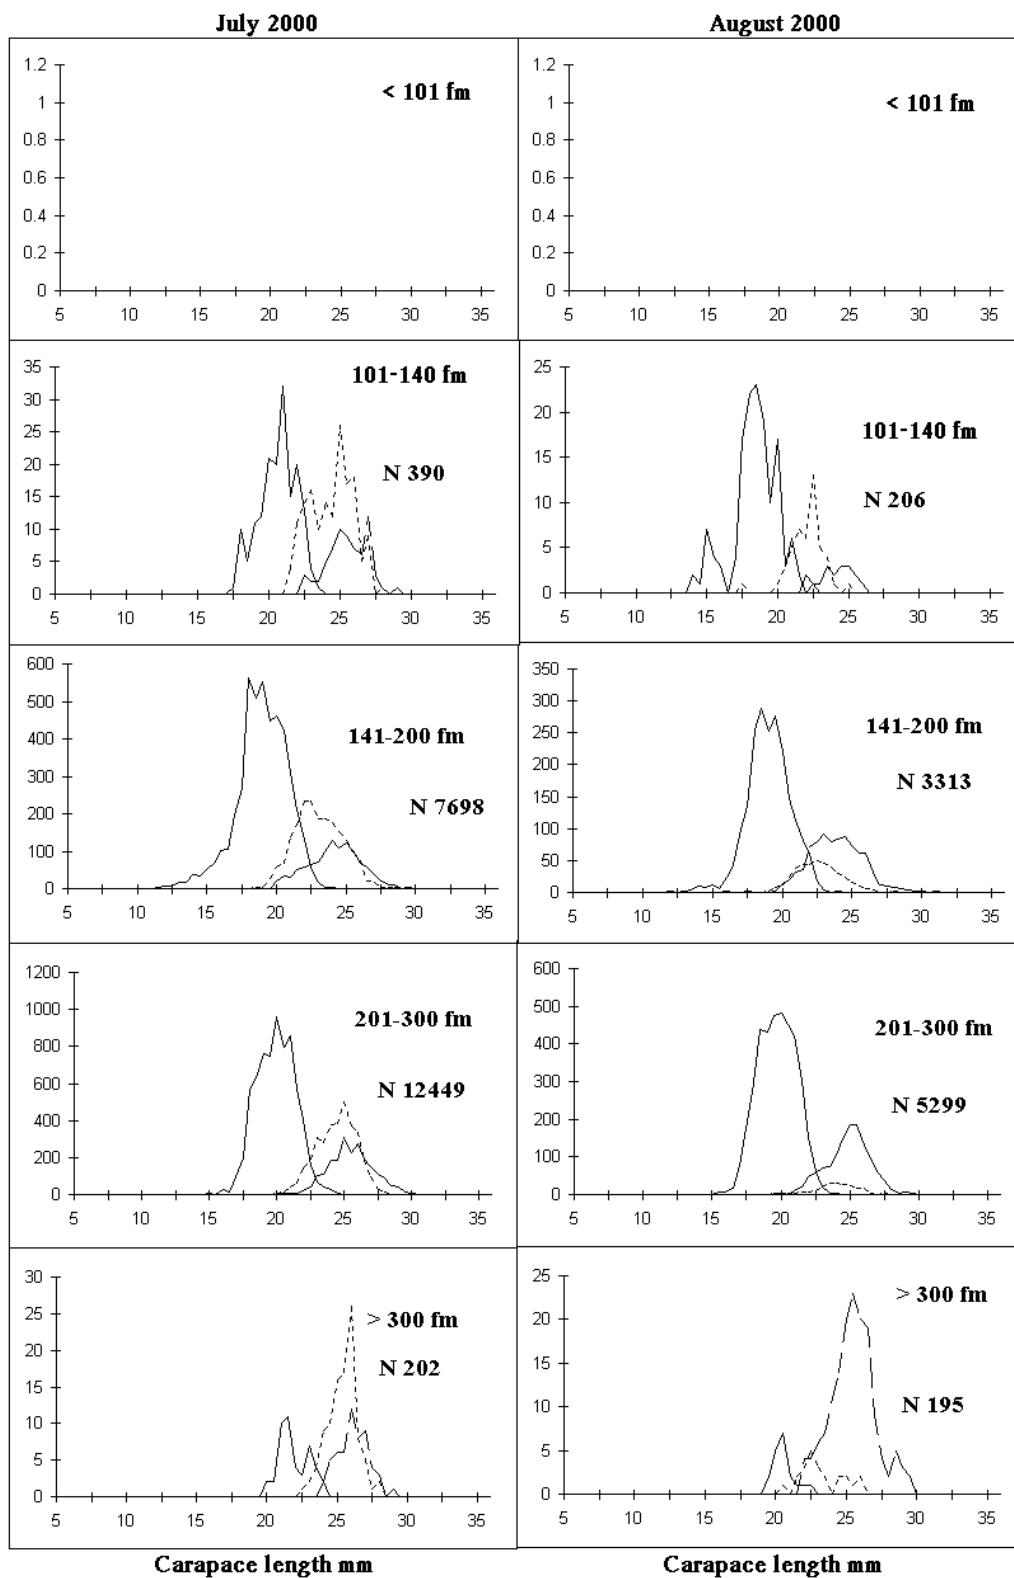 July 2000 August 2000
1.2
1
0.8
0.6
0.4
0.2
0
< 101 fm
5 10 15 20 25 30 35
1.2
1
0.8
0.6
0.4
0.2
0
< 101 fm
5 10 15 20 25 30 35
35
30
25
20
15
10
5
0
101-140 fm
N 390
5 10 15 20 25 30 35
25
20
15
10
5
0
101-140 fm
N 206
5 10 15 20 25 30 35
600
500
400
300
200
100
0
141-200 fm
N 7698
5 10 15 20 25 30 35
350
300
250
200
150
100
50
0
141-200 fm
N 3313
5 10 15 20 25 30 35
1200
1000
800
600
400
200
0
201-300 fm
N 12449
5 10 15 20 25 30 35
600
500
400
300
200
100
0
201-300 fm
N 5299
5 10 15 20 25 30 35
30
25
20
15
10
5
0
> 300 fm
N 202
5 10 15 20 25 30 35
25
20
15
10
5
0
> 300 fm
N 195
5 10 15 20 25 30 35
Carapace length mm Carapace length mm